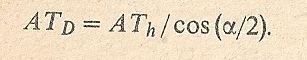 AT_D = AT_h / cos (α/2).